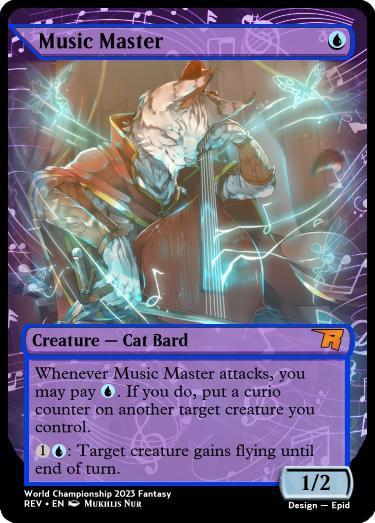 Music Master
Creature — Cat Bard
Whenever Music Master attacks, you
may pay . If you do, put a curio
counter on another target creature you
control.
1 : Target creature gains flying until
end of turn.
1/2
World Championship 2023 Fantasy
REV • EN Mukhlis Nur
Design — Epid